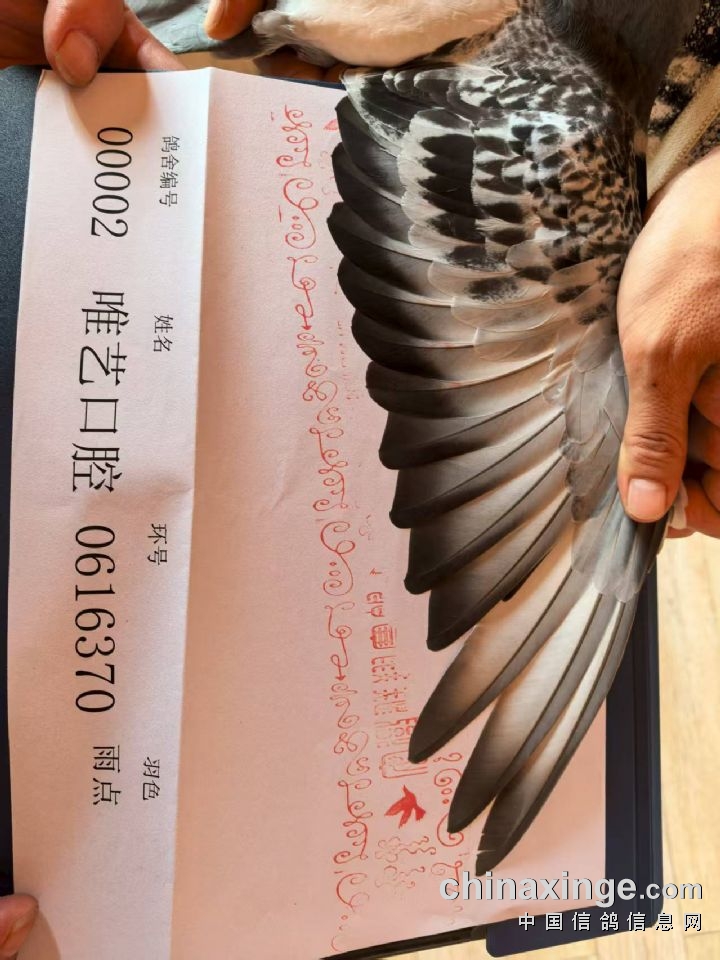 鸽舍编号 姓名 环号 羽色
00002 唯艺口腔 0616370 雨点
chinaxinge.com
中国信鸽信息网